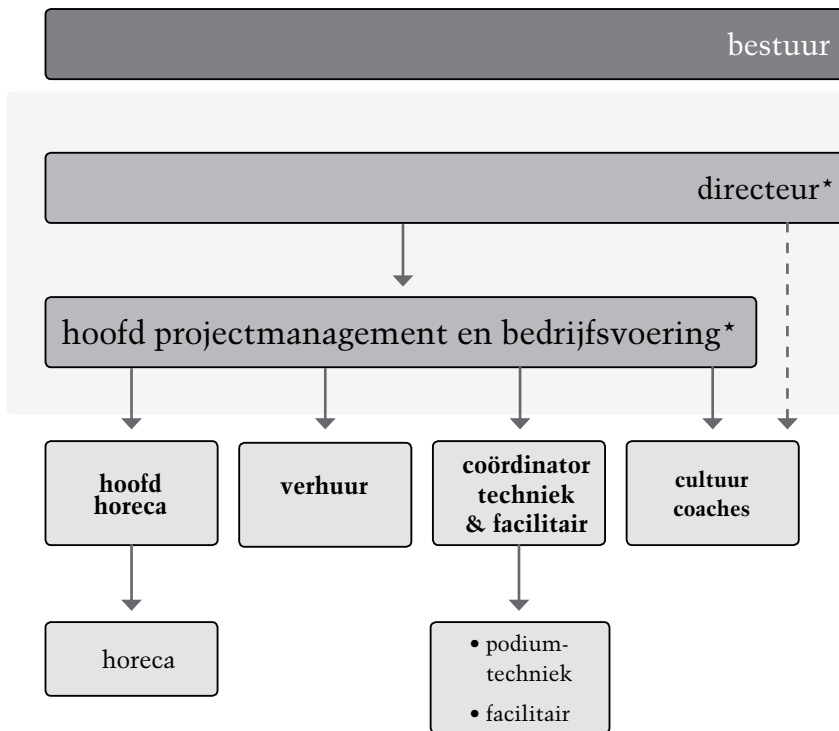 bestuur
directeur*
hoofd projectmanagement en bedrijfsvoering*
hoofd
horeca
verhuur
coördinator
techniek
& facilitair
cultuur
coaches
horeca
• podium-
techniek
• facilitair